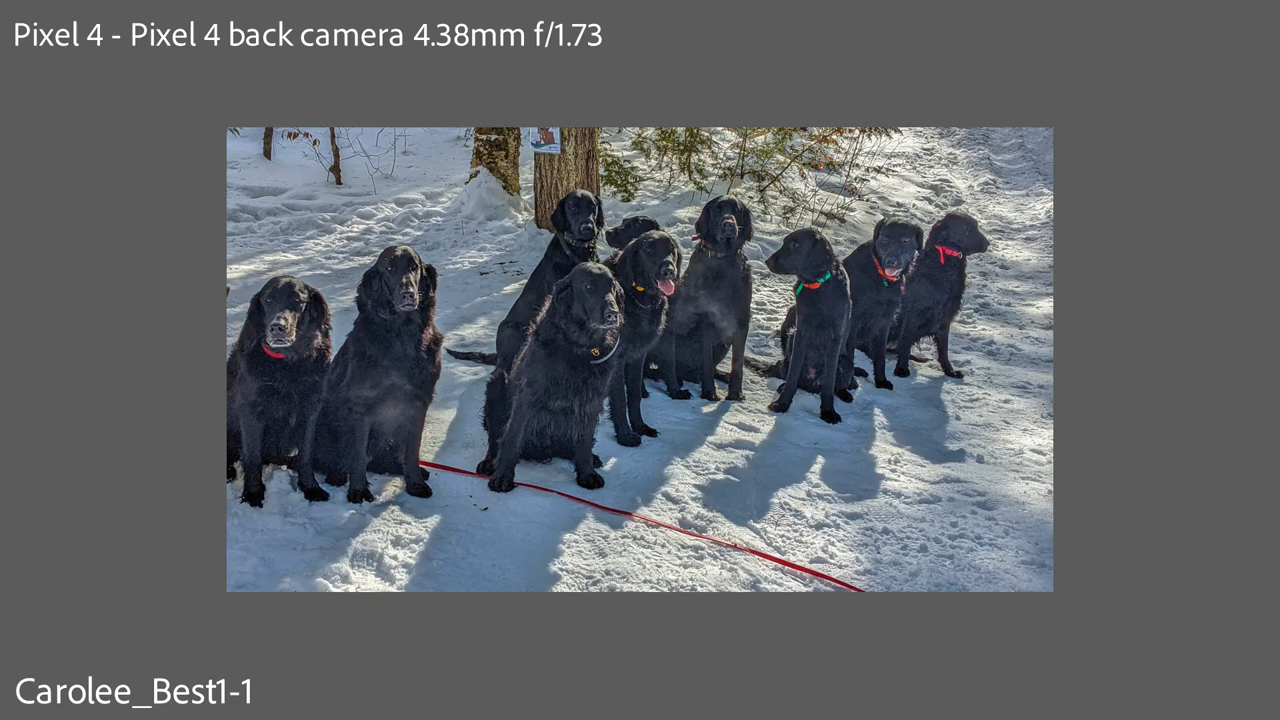 Pixel 4 - Pixel 4 back camera 4.38mm f/1.73
Carolee_Best1-1